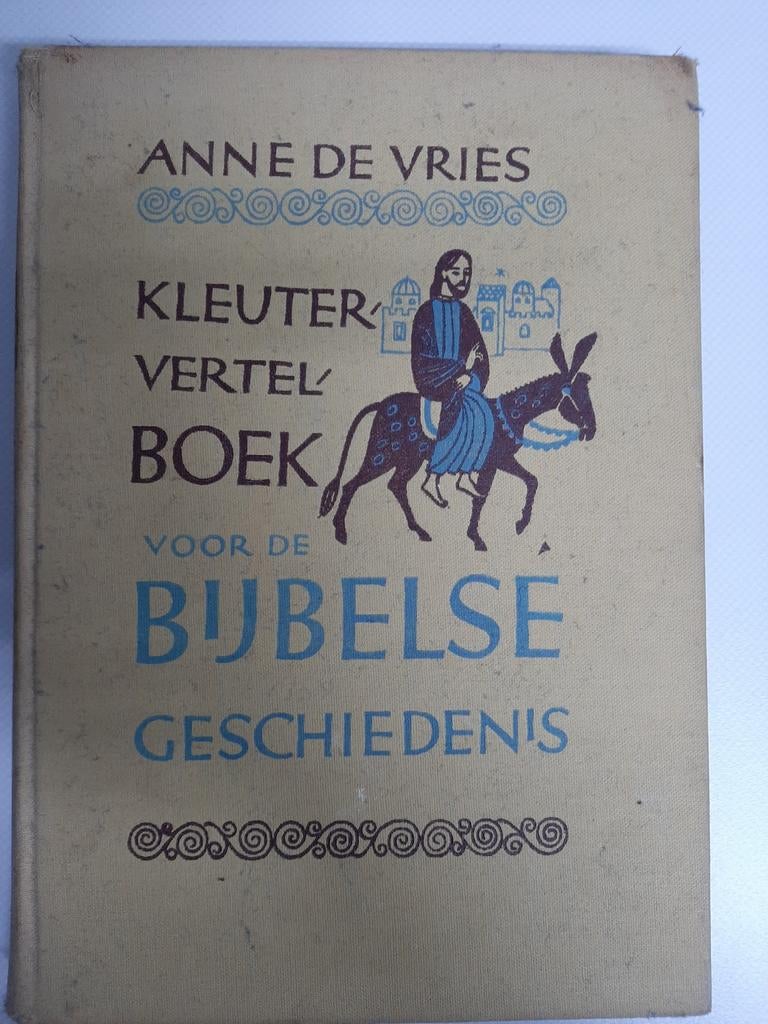 ANNE DE VRIES
KLEUTER-
VERTEL-
BOEK
VOOR DE
BIJBELSE
GESCHIEDENIS